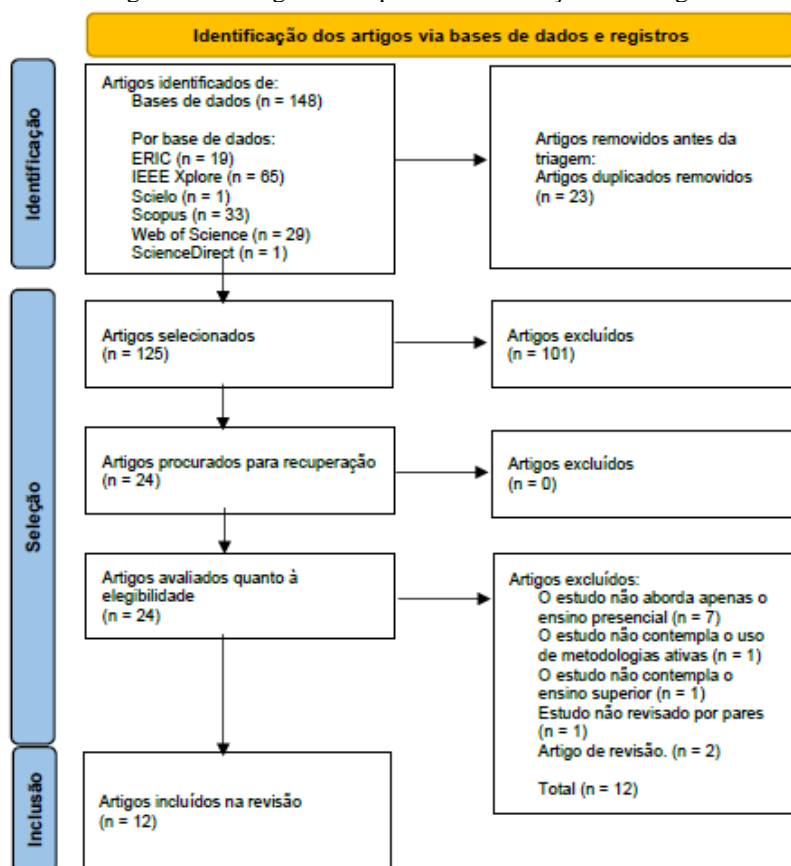 Identificação dos artigos via bases de dados e registros
Identificação
Artigos identificados de:
Bases de dados (n = 148)
Por base de dados:
ERIC (n = 19)
IEEE Xplore (n = 65)
Scielo (n = 1)
Scopus (n = 33)
Web of Science (n = 29)
ScienceDirect (n = 1)
Artigos removidos antes da
triagem:
Artigos duplicados removidos
(n = 23)
Seleção
Artigos selecionados
(n = 125)
Artigos excluídos
(n = 101)
Artigos procurados para recuperação
(n = 24)
Artigos excluídos
(n = 0)
Artigos avaliados quanto à
elegibilidade
(n = 24)
Artigos excluídos:
O estudo não aborda apenas o
ensino presencial (n = 7)
O estudo não contempla o uso
de metodologias ativas (n = 1)
O estudo não contempla o
ensino superior (n = 1)
Estudo não revisado por pares
(n = 1)
Artigo de revisão. (n = 2)
Total (n = 12)
Inclusão
Artigos incluídos na revisão
(n = 12)